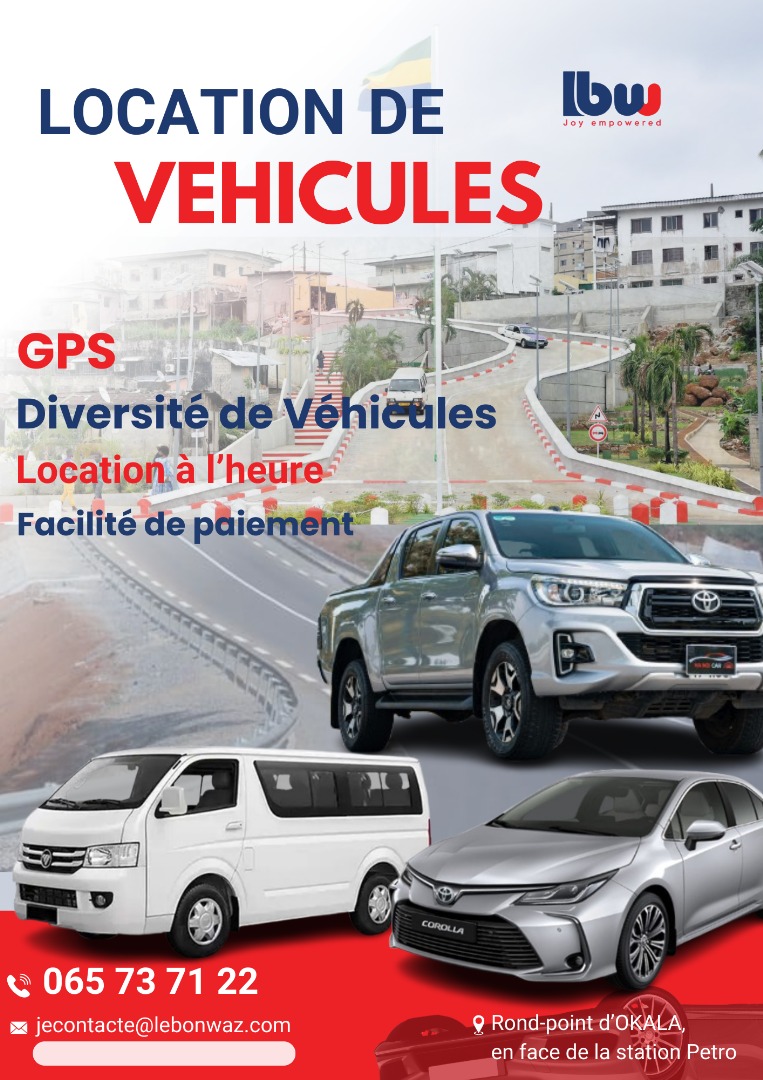 LOCATION DE
VEHICULES
lbw
Joy empowered
GPS
Diversité de Véhicules
Location à l'heure
Facilité de paiement
COROLLA
065 73 71 22
jecontacte@lebonwaz.com
Rond-point d'OKALA,
en face de la station Petro